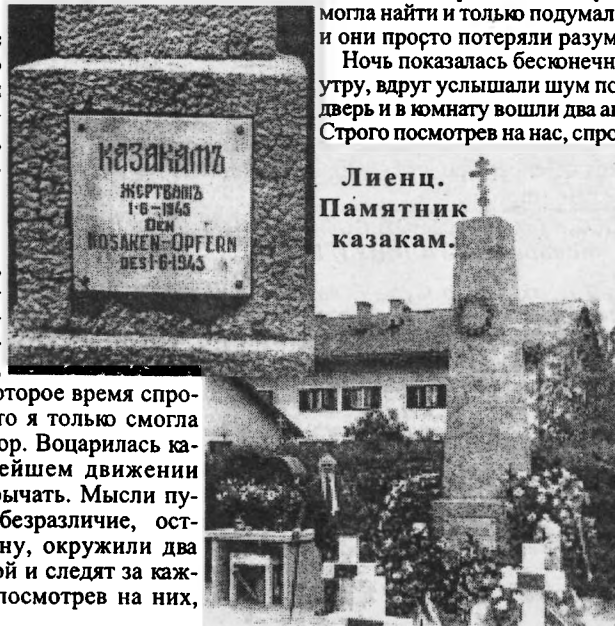 могла найти и только подумал
и они просто потеряли разум
Ночь показалась бесконечн
утру, вдруг услышали шум по
дверь и в комнату вошли два ан
Строго посмотрев на нас, спро
КАЗАКАМЪ
ЖЕРТВАМЪ
1-6-1945
DEN
KOSAKEN-OPFERN
DES 1-6-1945
Лиенц.
Памятник
казакам.
оторое время спро-
то я только смогла
ор. Воцарилась ка-
ейшем движении
рычать. Мысли пу-
безразличие, ост-
ну, окружили два
ой и следят за каж-
посмотрев на них,